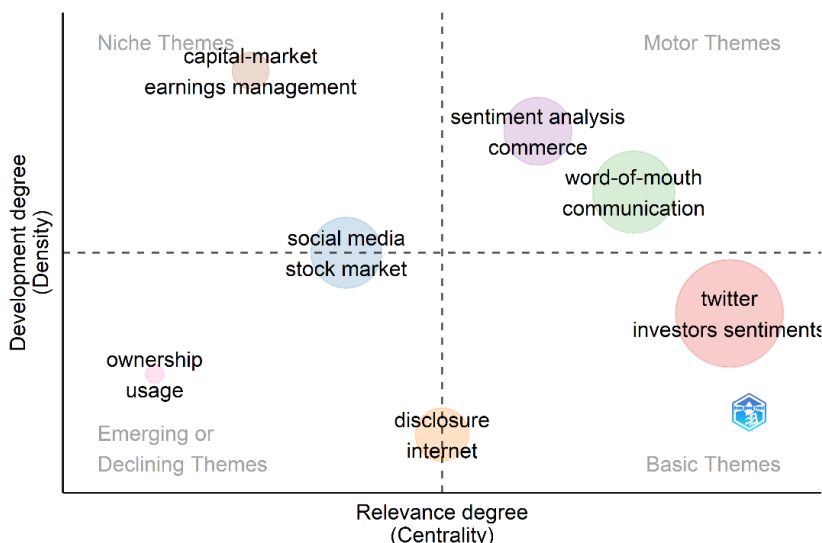 Niche Themes
Motor Themes
capital-market
earnings management
sentiment analysis
commerce
word-of-mouth
communication
social media
stock market
twitter
investors sentiments
ownership
usage
disclosure
internet
Emerging or
Declining Themes
Basic Themes
Development degree
(Density)
Relevance degree
(Centrality)